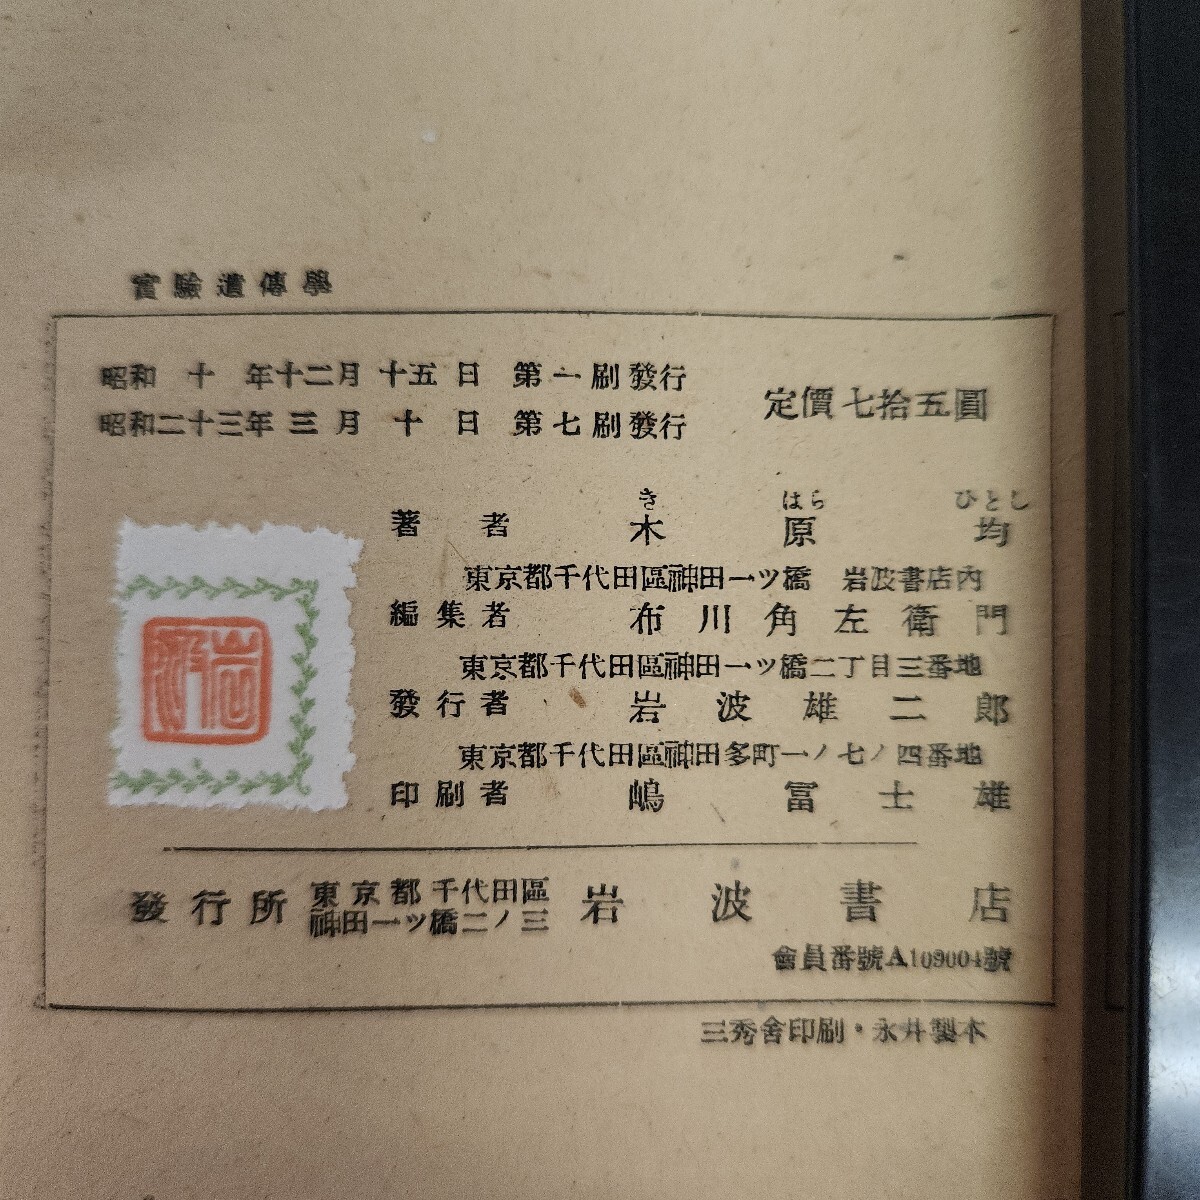 實驗遺傳學
昭和 十 年十二月 十五 日 第一刷發行
昭和二十三年 三月 十 日 第七刷發行
定價七拾五圓
き はら ひとし
著者 木原均
東京都千代田區神田一ツ橋 岩波書店內
編集者 布川角左衛門
東京都千代田區神田一ツ橋二丁目三番地
發行者 岩波雄二郎
東京都千代田區神田多町一ノ七ノ四番地
印刷者 嶋冨士雄
發行所 東京都千代田區 岩波書店
神田一ツ橋二ノ三
會員番號A109004號
三秀舍印刷・永井製本
岩波